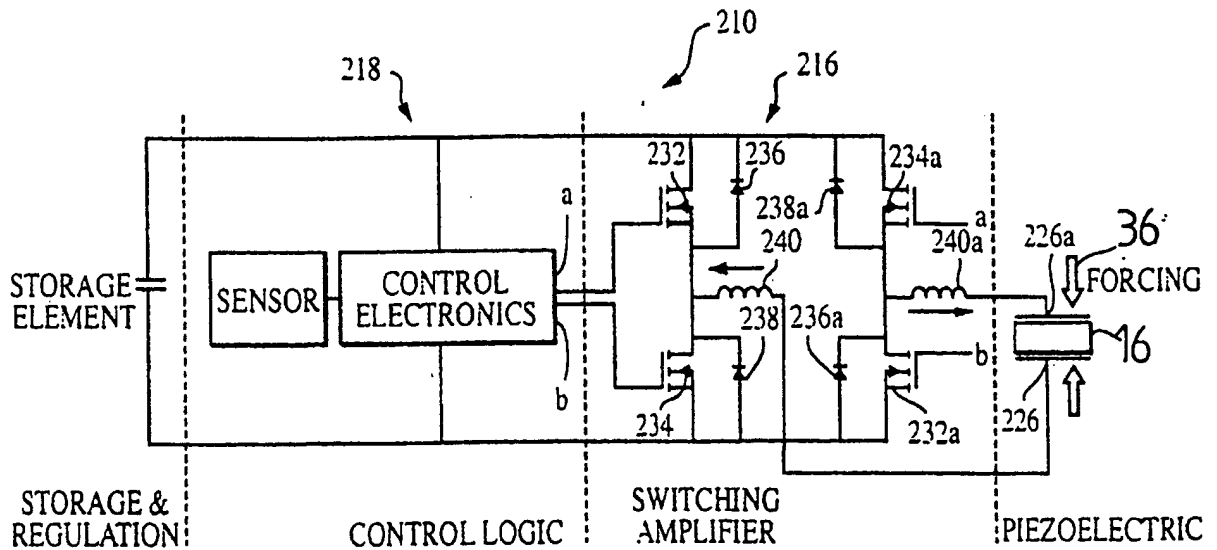 210
218
216
232
236
234a
238a
a
a
240
240a
226a
36
FORCING
STORAGE
ELEMENT
SENSOR
CONTROL
ELECTRONICS
b
234
238
236a
b
232a
226
16
STORAGE &
REGULATION
CONTROL LOGIC
SWITCHING
AMPLIFIER
PIEZOELECTRIC